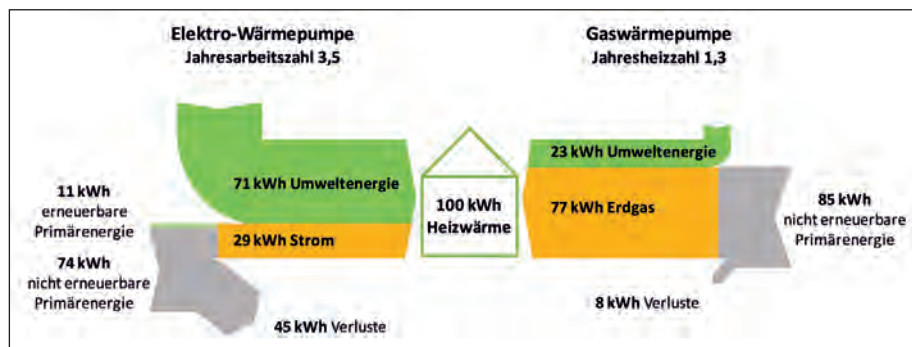 Elektro-Wärmepumpe
Jahresarbeitszahl 3,5
Gaswärmepumpe
Jahresheizzahl 1,3
71 kWh Umweltenergie
11 kWh
erneuerbare
Primärenergie
29 kWh Strom
74 kWh
nicht erneuerbare
Primärenergie
45 kWh Verluste
100 kWh
Heizwärme
23 kWh Umweltenergie
77 kWh Erdgas
85 kWh
nicht erneuerbare
Primärenergie
8 kWh Verluste